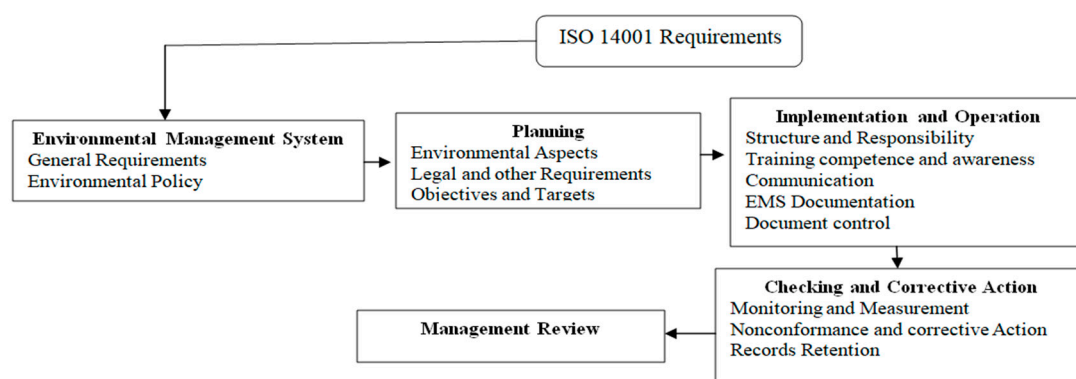 ISO 14001 Requirements
Environmental Management System
General Requirements
Environmental Policy
Planning
Environmental Aspects
Legal and other Requirements
Objectives and Targets
Implementation and Operation
Structure and Responsibility
Training competence and awareness
Communication
EMS Documentation
Document control
Checking and Corrective Action
Monitoring and Measurement
Nonconformance and corrective Action
Records Retention
Management Review